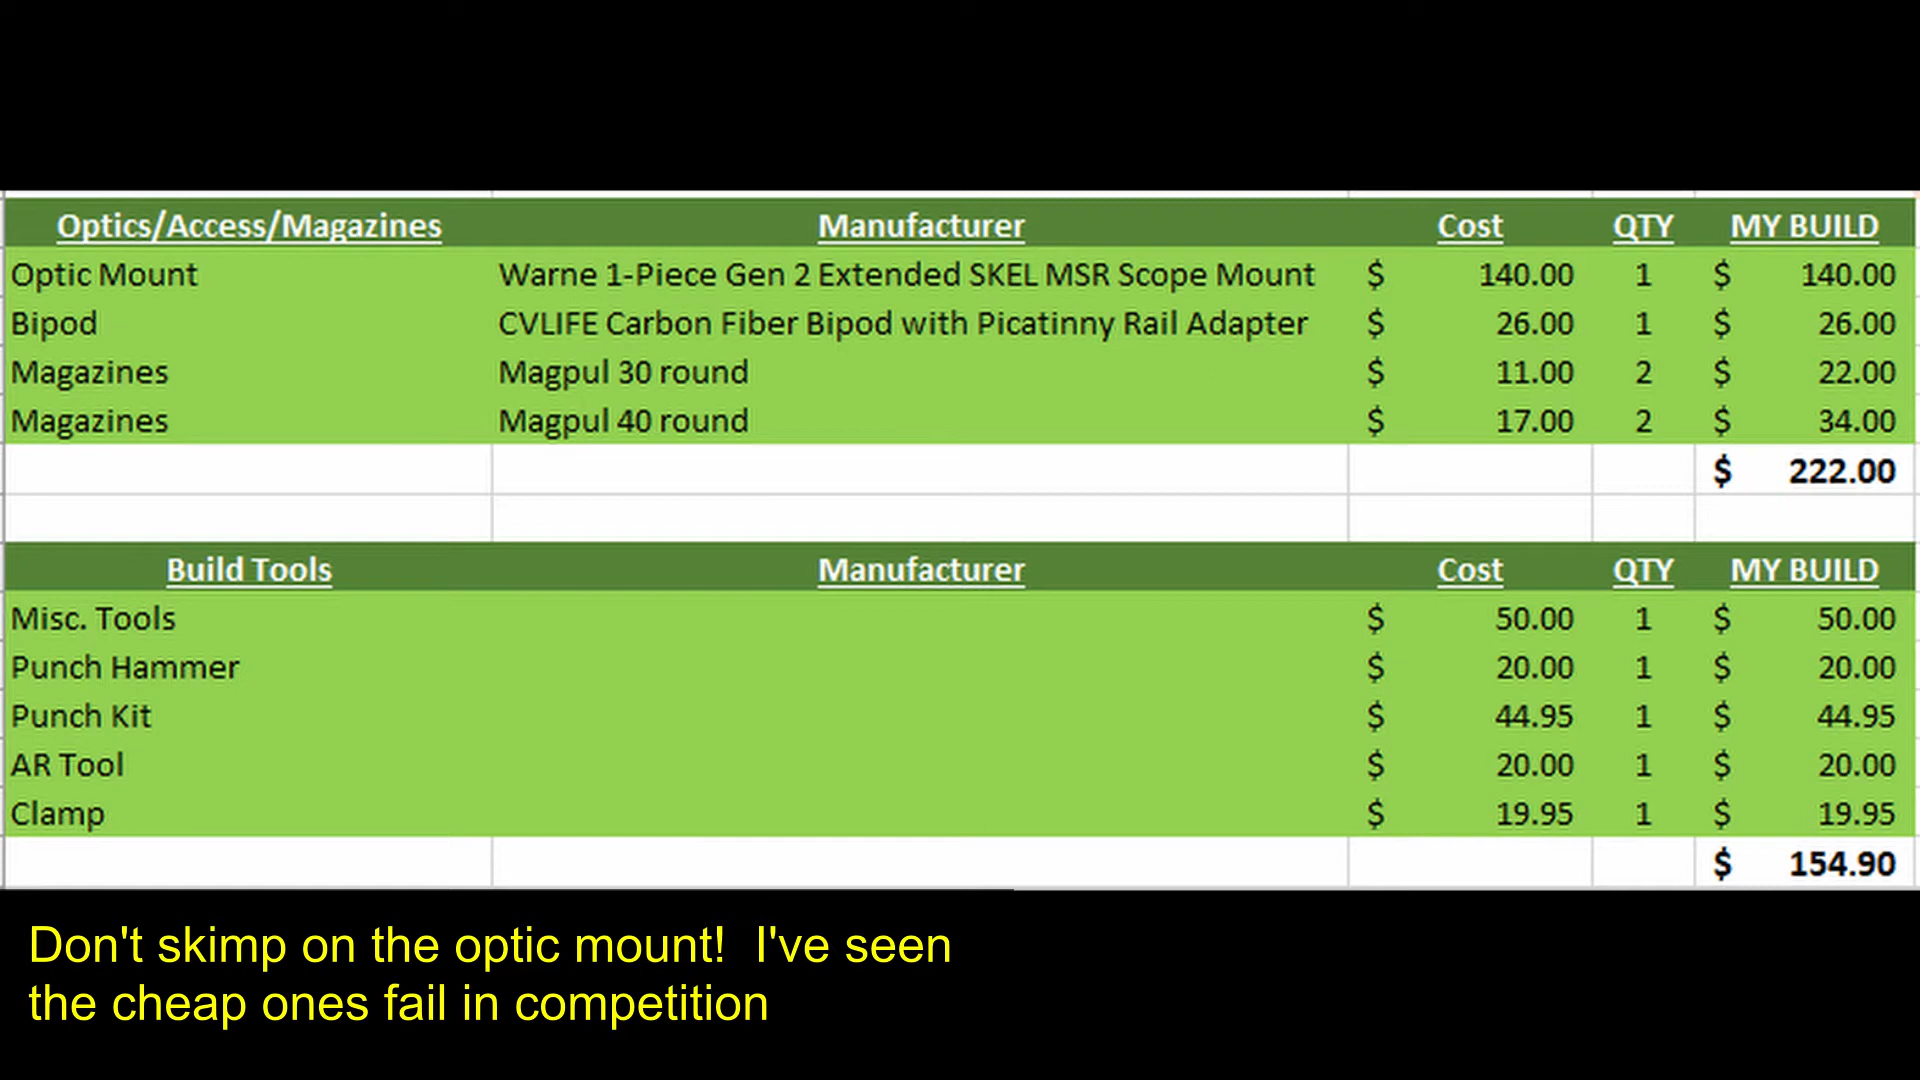 Optics/Access/Magazines Manufacturer Cost QTY MY BUILD
Optic Mount Warne 1-Piece Gen 2 Extended SKEL MSR Scope Mount $ 140.00 1 $ 140.00
Bipod CVLIFE Carbon Fiber Bipod with Picatinny Rail Adapter $ 26.00 1 $ 26.00
Magazines Magpul 30 round $ 11.00 2 $ 22.00
Magazines Magpul 40 round $ 17.00 2 $ 34.00
$ 222.00
Build Tools Manufacturer Cost QTY MY BUILD
Misc. Tools $ 50.00 1 $ 50.00
Punch Hammer $ 20.00 1 $ 20.00
Punch Kit $ 44.95 1 $ 44.95
AR Tool $ 20.00 1 $ 20.00
Clamp $ 19.95 1 $ 19.95
$ 154.90
Don't skimp on the optic mount! I've seen
the cheap ones fail in competition